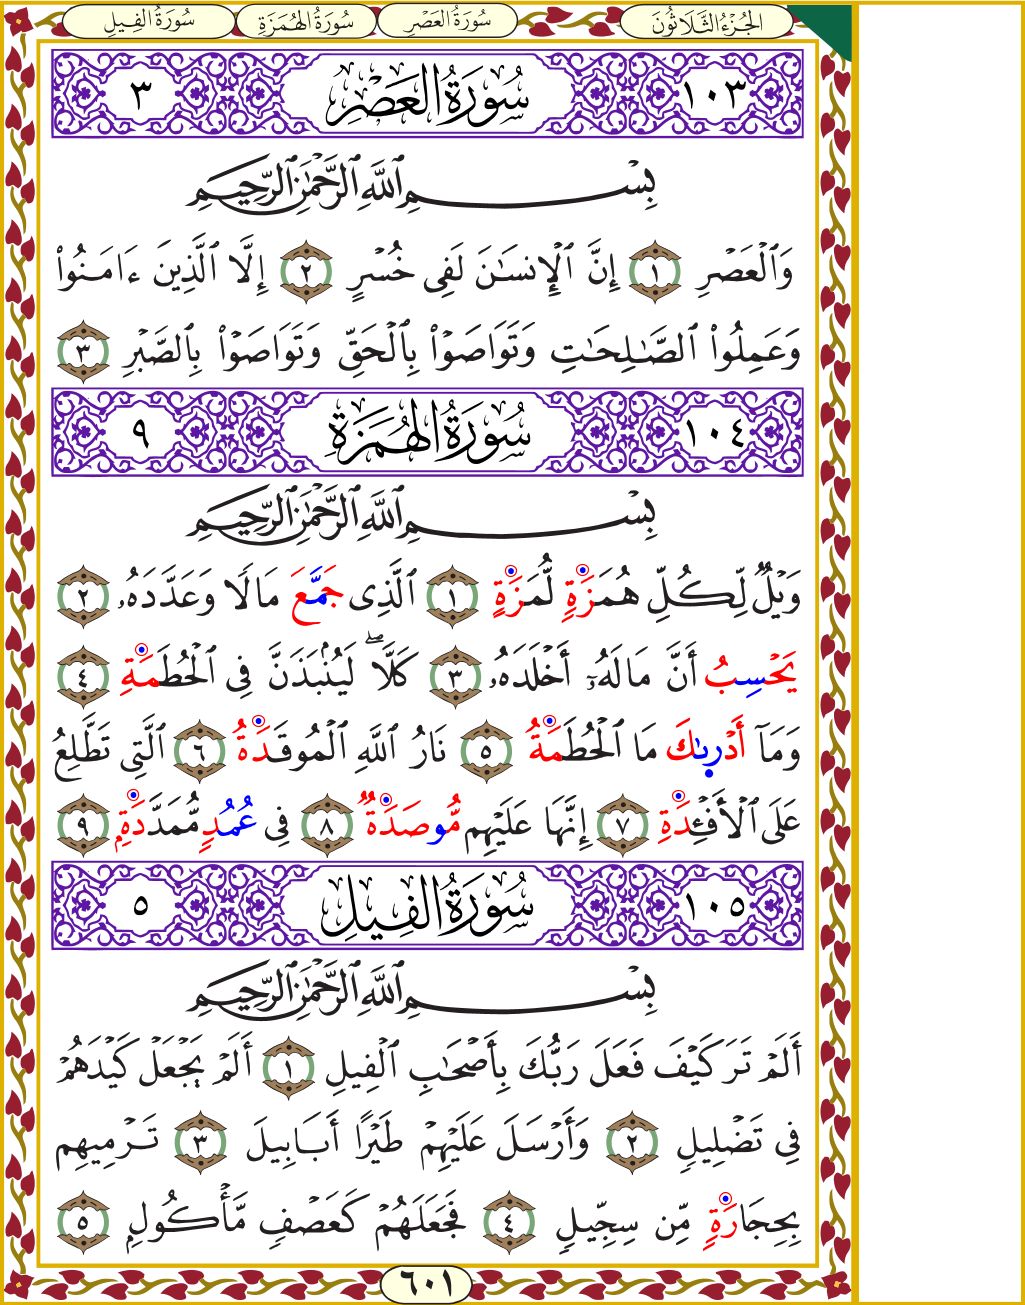 الجُزْءُ الثَّلَاثُونَ سُورَةُ العَصْرِ سُورَةُ الهُمَزَةِ سُورَةُ الفِيلِ
١٠٣ سُورَةُ العَصْرِ ٣
بِسْمِ ٱللَّهِ ٱلرَّحْمَٰنِ ٱلرَّحِيمِ
وَٱلْعَصْرِ ١ إِنَّ ٱلْإِنسَٰنَ لَفِى خُسْرٍ ٢ إِلَّا ٱلَّذِينَ ءَامَنُوا۟
وَعَمِلُوا۟ ٱلصَّٰلِحَٰتِ وَتَوَاصَوْا۟ بِٱلْحَقِّ وَتَوَاصَوْا۟ بِٱلصَّبْرِ ٣
١٠٤ سُورَةُ الهُمَزَةِ ٩
بِسْمِ ٱللَّهِ ٱلرَّحْمَٰنِ ٱلرَّحِيمِ
وَيْلٌ لِّكُلِّ هُمَزَةٍ لُّمَزَةٍ ١ ٱلَّذِى جَمَّعَ مَالًا وَعَدَّدَهُۥ ٢
يَحْسِبُ أَنَّ مَالَهُۥٓ أَخْلَدَهُۥ ٣ كَلَّا ۖ لَيُنۢبَذَنَّ فِى ٱلْحُطَمَةِ ٤
وَمَآ أَدْرىٰكَ مَا ٱلْحُطَمَةُ ٥ نَارُ ٱللَّهِ ٱلْمُوقَدَةُ ٦ ٱلَّتِى تَطَّلِعُ
عَلَى ٱلْأَفْـِٔدَةِ ٧ إِنَّهَا عَلَيْهِم مُّوصَدَةٌ ٨ فِى عُمُدٍ مُّمَدَّدَةٍۭ ٩
١٠٥ سُورَةُ الفِيلِ ٥
بِسْمِ ٱللَّهِ ٱلرَّحْمَٰنِ ٱلرَّحِيمِ
أَلَمْ تَرَ كَيْفَ فَعَلَ رَبُّكَ بِأَصْحَٰبِ ٱلْفِيلِ ١ أَلَمْ يَجْعَلْ كَيْدَهُمْ
فِى تَضْلِيلٍ ٢ وَأَرْسَلَ عَلَيْهِمْ طَيْرًا أَبَابِيلَ ٣ تَرْمِيهِم
بِحِجَارَةٍ مِّن سِجِّيلٍ ٤ فَجَعَلَهُمْ كَعَصْفٍ مَّأْكُولٍۭ ٥
٦٠١